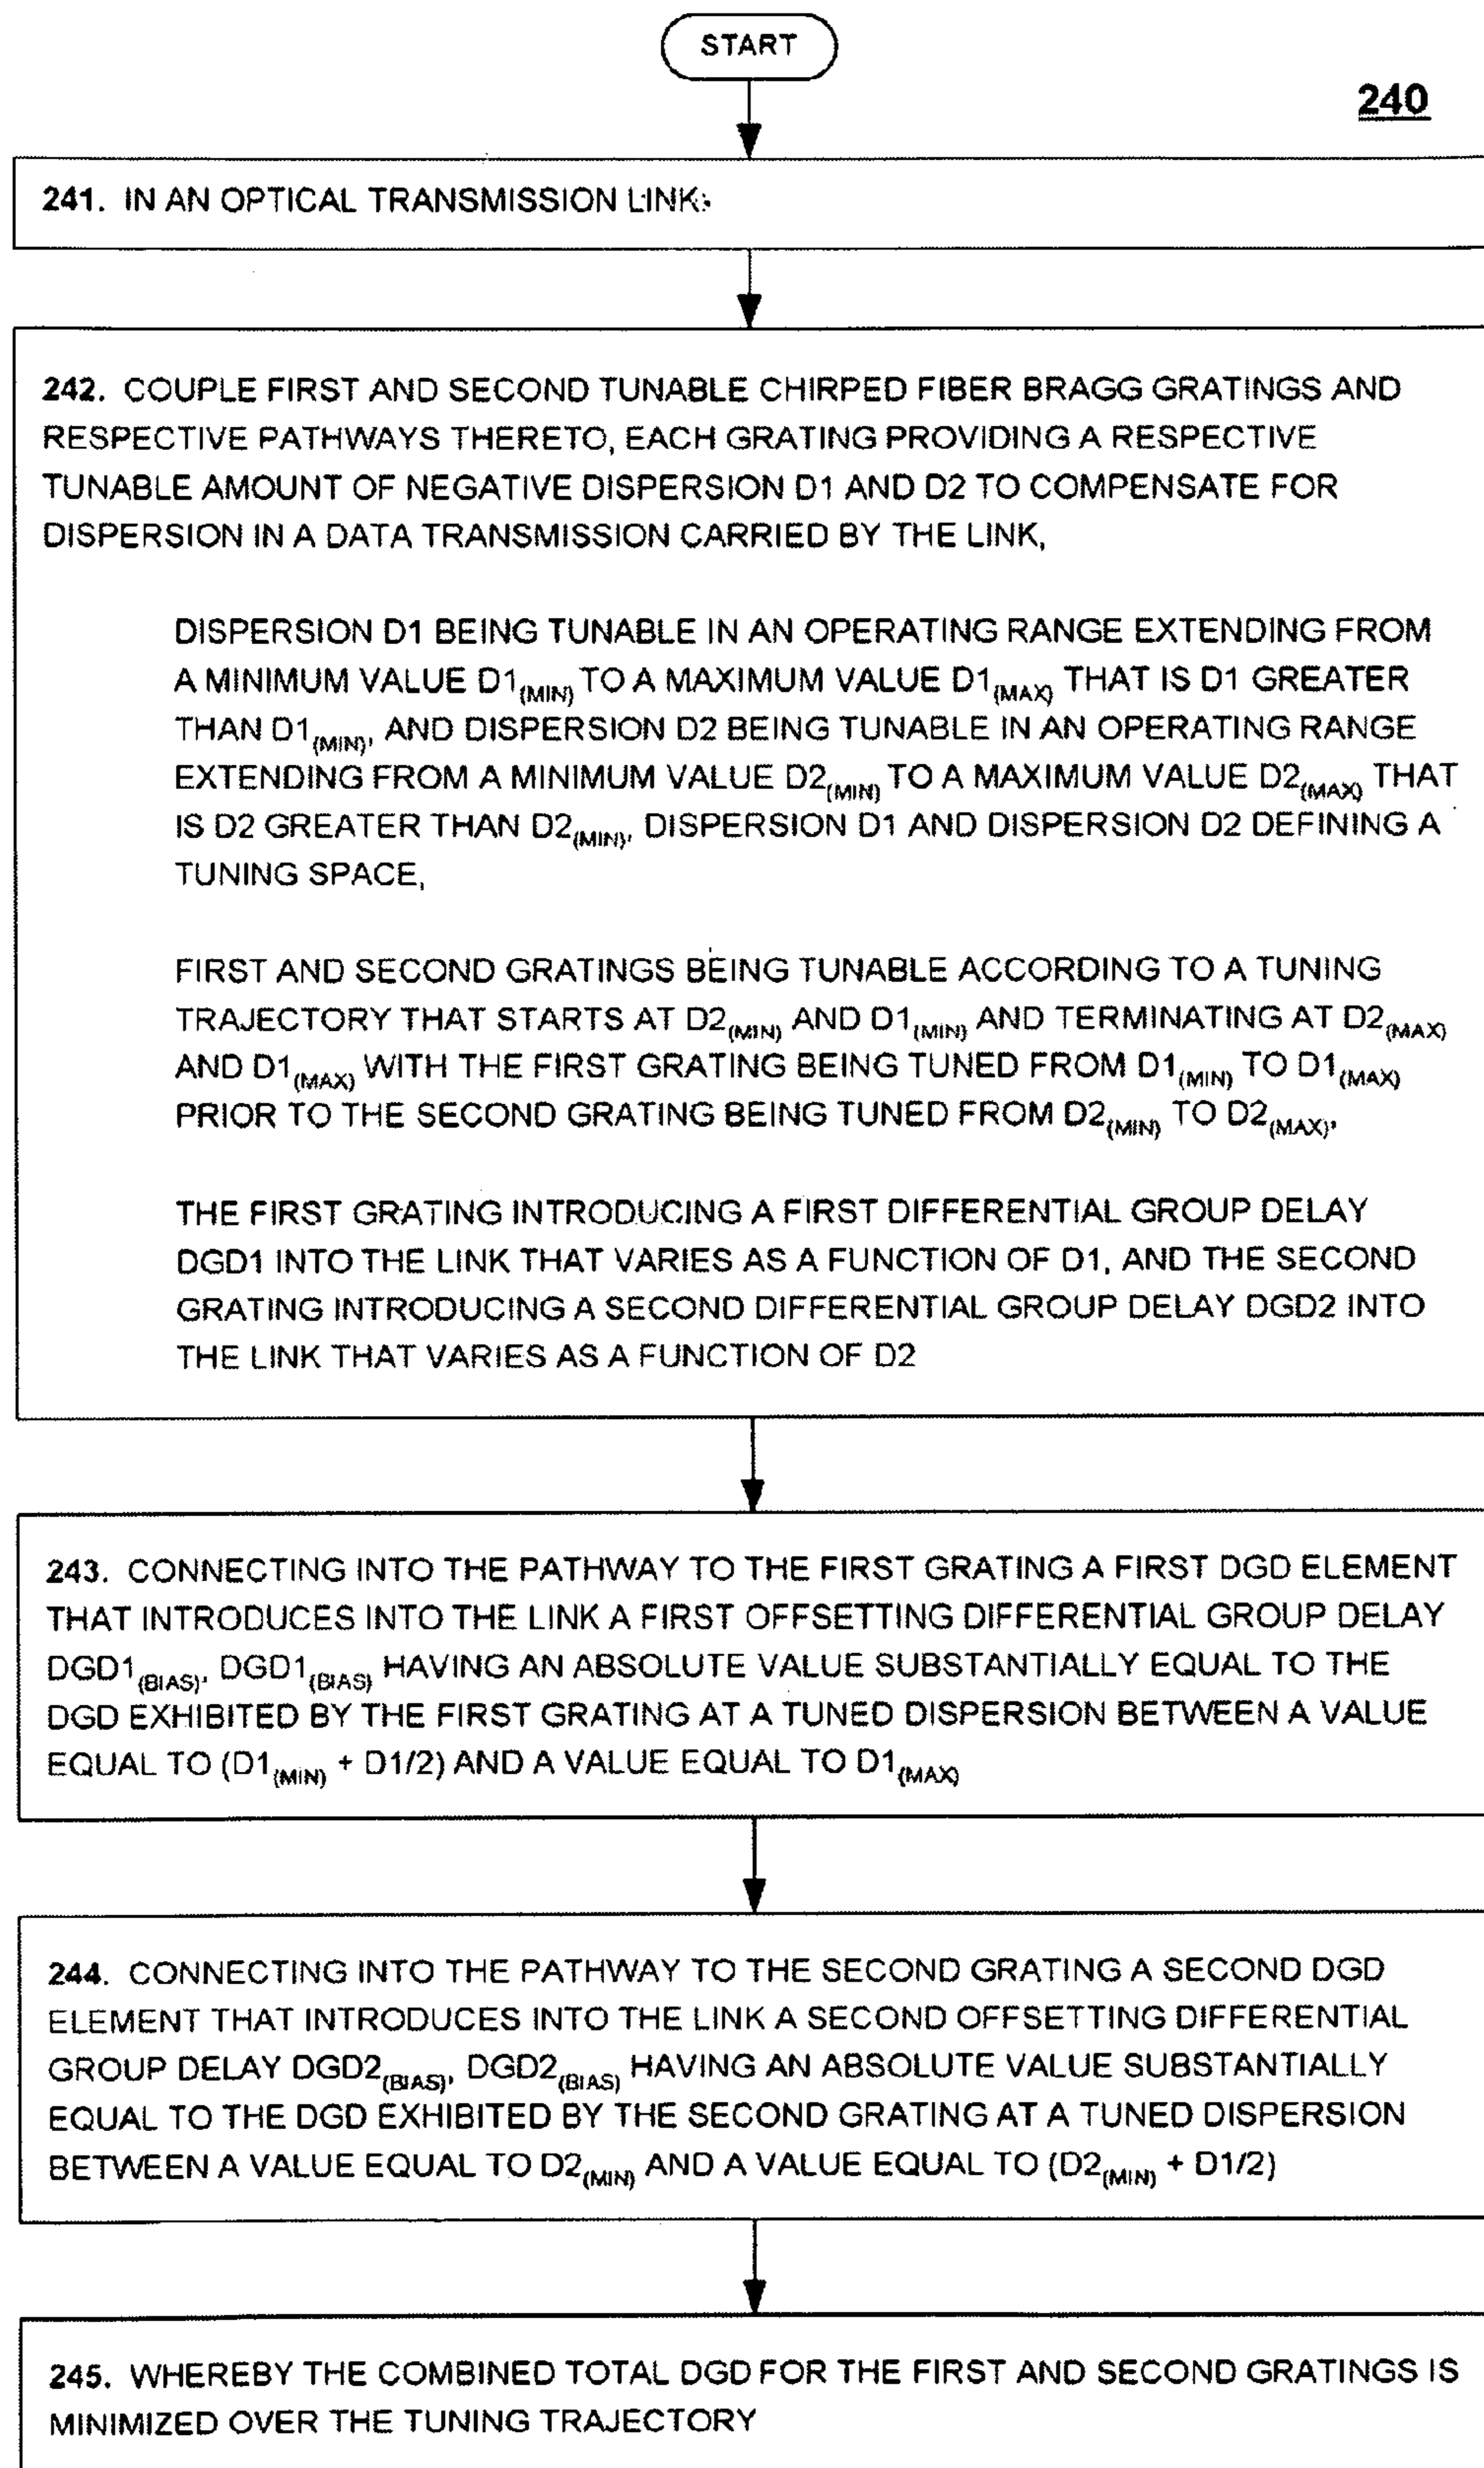 START
240
241. IN AN OPTICAL TRANSMISSION LINK:
242. COUPLE FIRST AND SECOND TUNABLE CHIRPED FIBER BRAGG GRATINGS AND
RESPECTIVE PATHWAYS THERETO, EACH GRATING PROVIDING A RESPECTIVE
TUNABLE AMOUNT OF NEGATIVE DISPERSION D1 AND D2 TO COMPENSATE FOR
DISPERSION IN A DATA TRANSMISSION CARRIED BY THE LINK,
DISPERSION D1 BEING TUNABLE IN AN OPERATING RANGE EXTENDING FROM
A MINIMUM VALUE D1(MIN) TO A MAXIMUM VALUE D1(MAX) THAT IS D1 GREATER
THAN D1(MIN), AND DISPERSION D2 BEING TUNABLE IN AN OPERATING RANGE
EXTENDING FROM A MINIMUM VALUE D2(MIN) TO A MAXIMUM VALUE D2(MAX) THAT
IS D2 GREATER THAN D2(MIN), DISPERSION D1 AND DISPERSION D2 DEFINING A
TUNING SPACE,
FIRST AND SECOND GRATINGS BEING TUNABLE ACCORDING TO A TUNING
TRAJECTORY THAT STARTS AT D2(MIN) AND D1(MIN) AND TERMINATING AT D2(MAX)
AND D1(MAX) WITH THE FIRST GRATING BEING TUNED FROM D1(MIN) TO D1(MAX)
PRIOR TO THE SECOND GRATING BEING TUNED FROM D2(MIN) TO D2(MAX),
THE FIRST GRATING INTRODUCING A FIRST DIFFERENTIAL GROUP DELAY
DGD1 INTO THE LINK THAT VARIES AS A FUNCTION OF D1, AND THE SECOND
GRATING INTRODUCING A SECOND DIFFERENTIAL GROUP DELAY DGD2 INTO
THE LINK THAT VARIES AS A FUNCTION OF D2
243. CONNECTING INTO THE PATHWAY TO THE FIRST GRATING A FIRST DGD ELEMENT
THAT INTRODUCES INTO THE LINK A FIRST OFFSETTING DIFFERENTIAL GROUP DELAY
DGD1(BIAS), DGD1(BIAS) HAVING AN ABSOLUTE VALUE SUBSTANTIALLY EQUAL TO THE
DGD EXHIBITED BY THE FIRST GRATING AT A TUNED DISPERSION BETWEEN A VALUE
EQUAL TO (D1(MIN) + D1/2) AND A VALUE EQUAL TO D1(MAX)
244. CONNECTING INTO THE PATHWAY TO THE SECOND GRATING A SECOND DGD
ELEMENT THAT INTRODUCES INTO THE LINK A SECOND OFFSETTING DIFFERENTIAL
GROUP DELAY DGD2(BIAS), DGD2(BIAS) HAVING AN ABSOLUTE VALUE SUBSTANTIALLY
EQUAL TO THE DGD EXHIBITED BY THE SECOND GRATING AT A TUNED DISPERSION
BETWEEN A VALUE EQUAL TO D2(MIN) AND A VALUE EQUAL TO (D2(MIN) + D1/2)
245. WHEREBY THE COMBINED TOTAL DGD FOR THE FIRST AND SECOND GRATINGS IS
MINIMIZED OVER THE TUNING TRAJECTORY